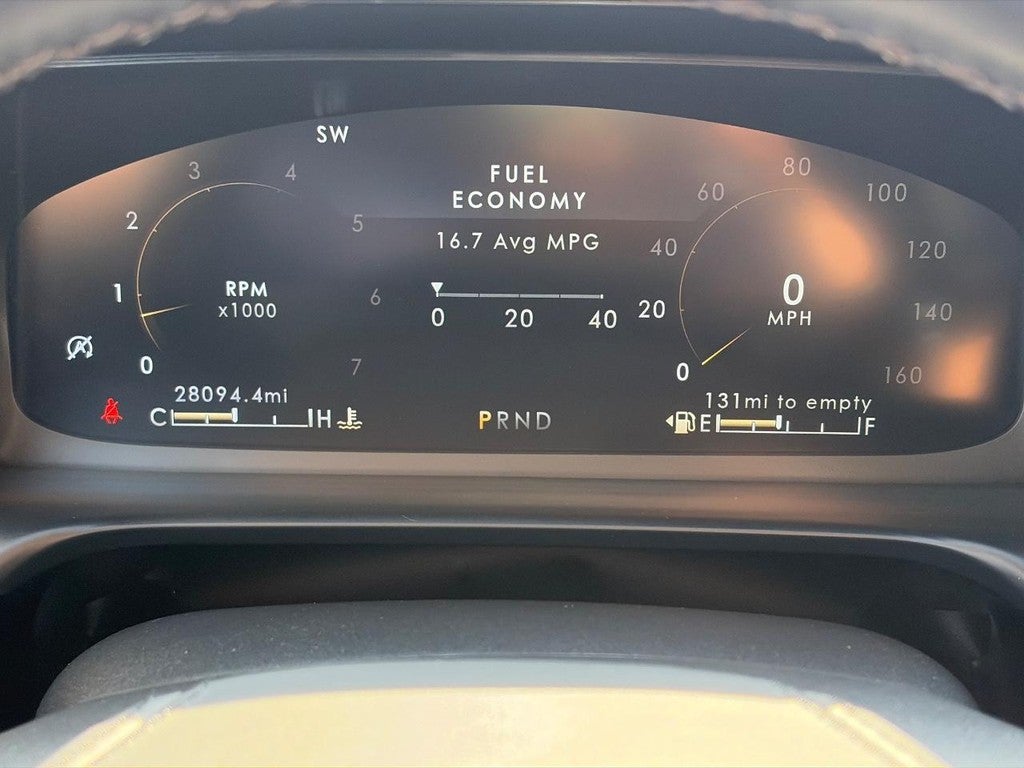 SW
FUEL
ECONOMY
16.7 Avg MPG
0 20 40
0 1 2 3 4 5 6 7
RPM
x1000
0 20 40 60 80 100 120 140 160
0
MPH
28094.4mi
C H
PRND
131mi to empty
E F